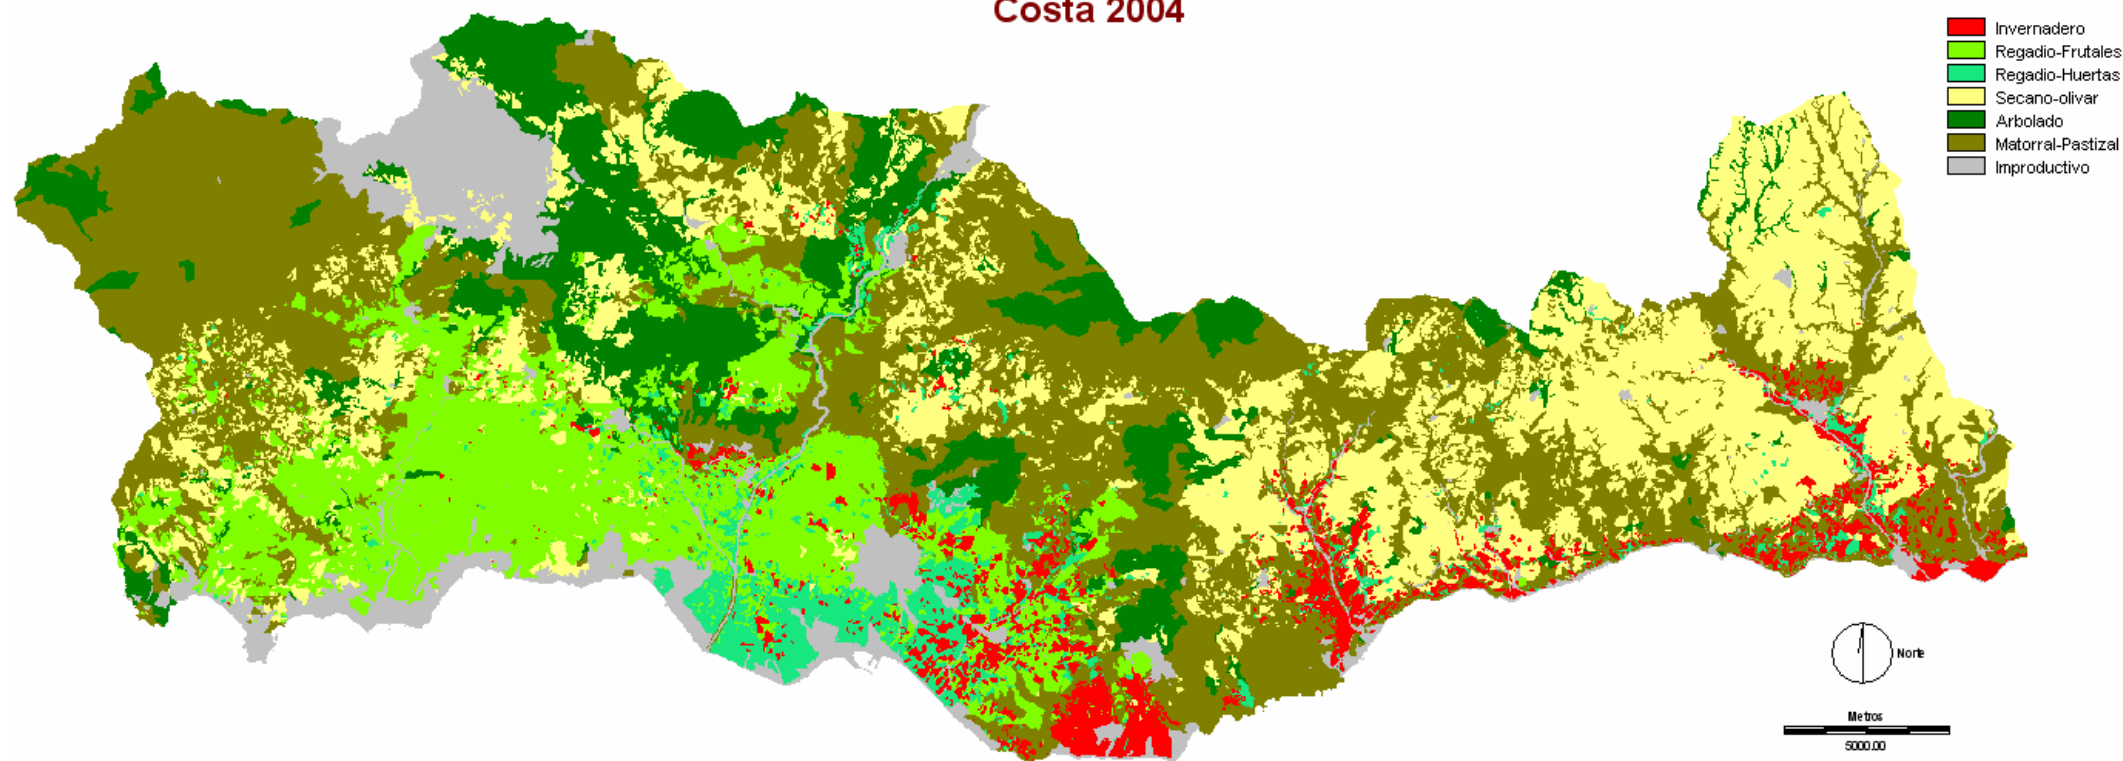 Costa 2004
Invernadero
Regadio-Frutales
Regadio-Huertas
Secano-olivar
Arbolado
Matorral-Pastizal
Improductivo
Norte
Metros
5000.00